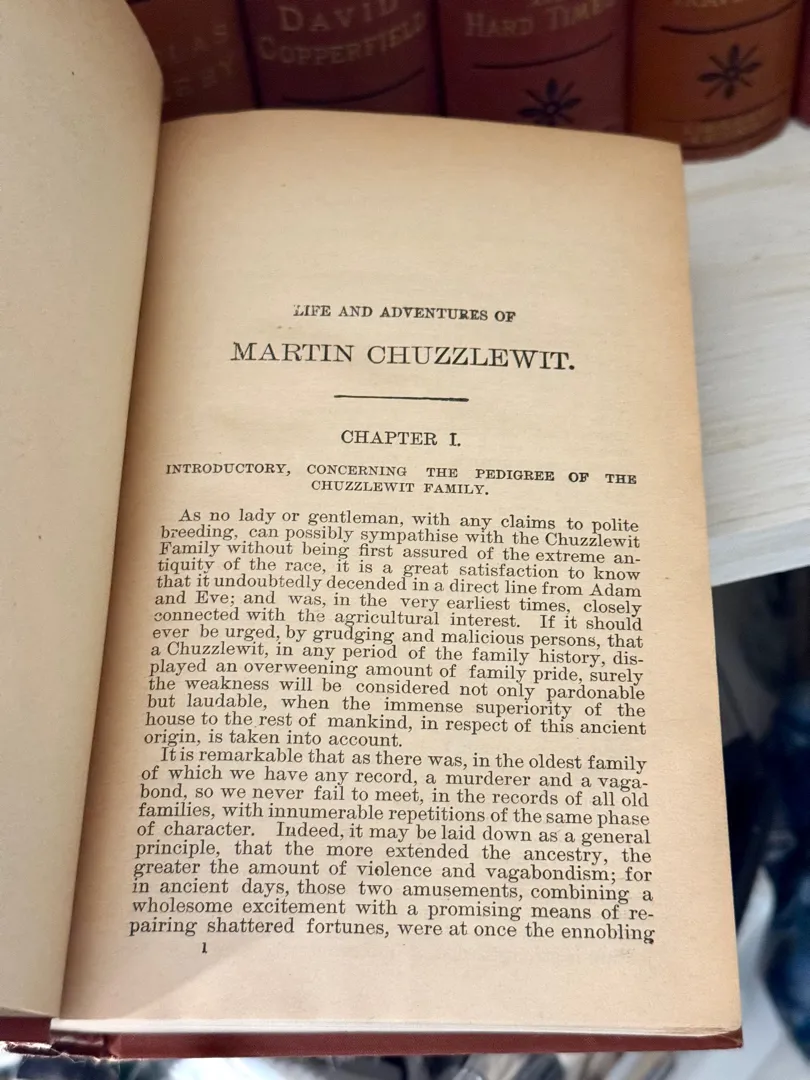 DAVID
COPPERFIELD
HARD TIMES
LIFE AND ADVENTURES OF
MARTIN CHUZZLEWIT.
CHAPTER I.
INTRODUCTORY, CONCERNING THE PEDIGREE OF THE
CHUZZLEWIT FAMILY.
As no lady or gentleman, with any claims to polite
breeding, can possibly sympathise with the Chuzzlewit
Family without being first assured of the extreme an-
tiquity of the race, it is a great satisfaction to know
that it undoubtedly decended in a direct line from Adam
and Eve; and was, in the very earliest times, closely
connected with the agricultural interest. If it should
ever be urged, by grudging and malicious persons, that
a Chuzzlewit, in any period of the family history, dis-
played an overweening amount of family pride, surely
the weakness will be considered not only pardonable
but laudable, when the immense superiority of the
house to the rest of mankind, in respect of this ancient
origin, is taken into account.
It is remarkable that as there was, in the oldest family
of which we have any record, a murderer and a vaga-
bond, so we never fail to meet, in the records of all old
families, with innumerable repetitions of the same phase
of character. Indeed, it may be laid down as a general
principle, that the more extended the ancestry, the
greater the amount of violence and vagabondism; for
in ancient days, those two amusements, combining a
wholesome excitement with a promising means of re-
pairing shattered fortunes, were at once the ennobling
1